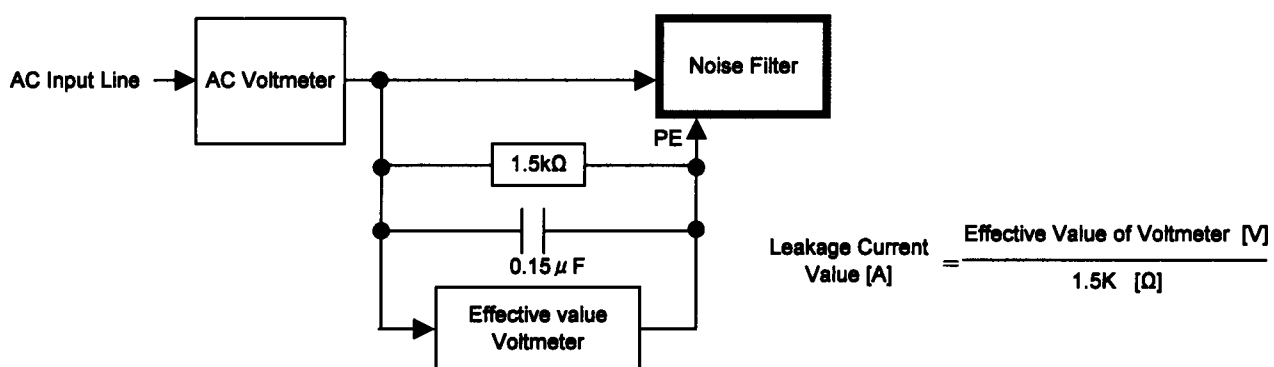 AC Input Line
AC Voltmeter
Noise Filter
PE
1.5kΩ
0.15μF
Effective value
Voltmeter
Leakage Current
Value [A]
=
Effective Value of Voltmeter [V]
1.5K [Ω]